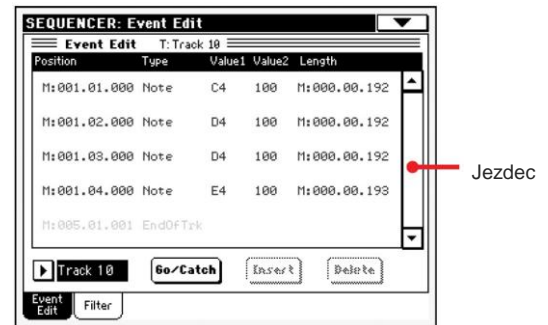 SEQUENCER: Event Edit
Event Edit T: Track 10
Position Type Value1 Value2 Length
M:001.01.000 Note C4 100 M:000.00.192
M:001.02.000 Note D4 100 M:000.00.192
M:001.03.000 Note D4 100 M:000.00.192
M:001.04.000 Note E4 100 M:000.00.193
M:005.01.001 EndOfTrk
Jezdec
Track 10 Go/Catch Insert Delete
Event Edit Filter